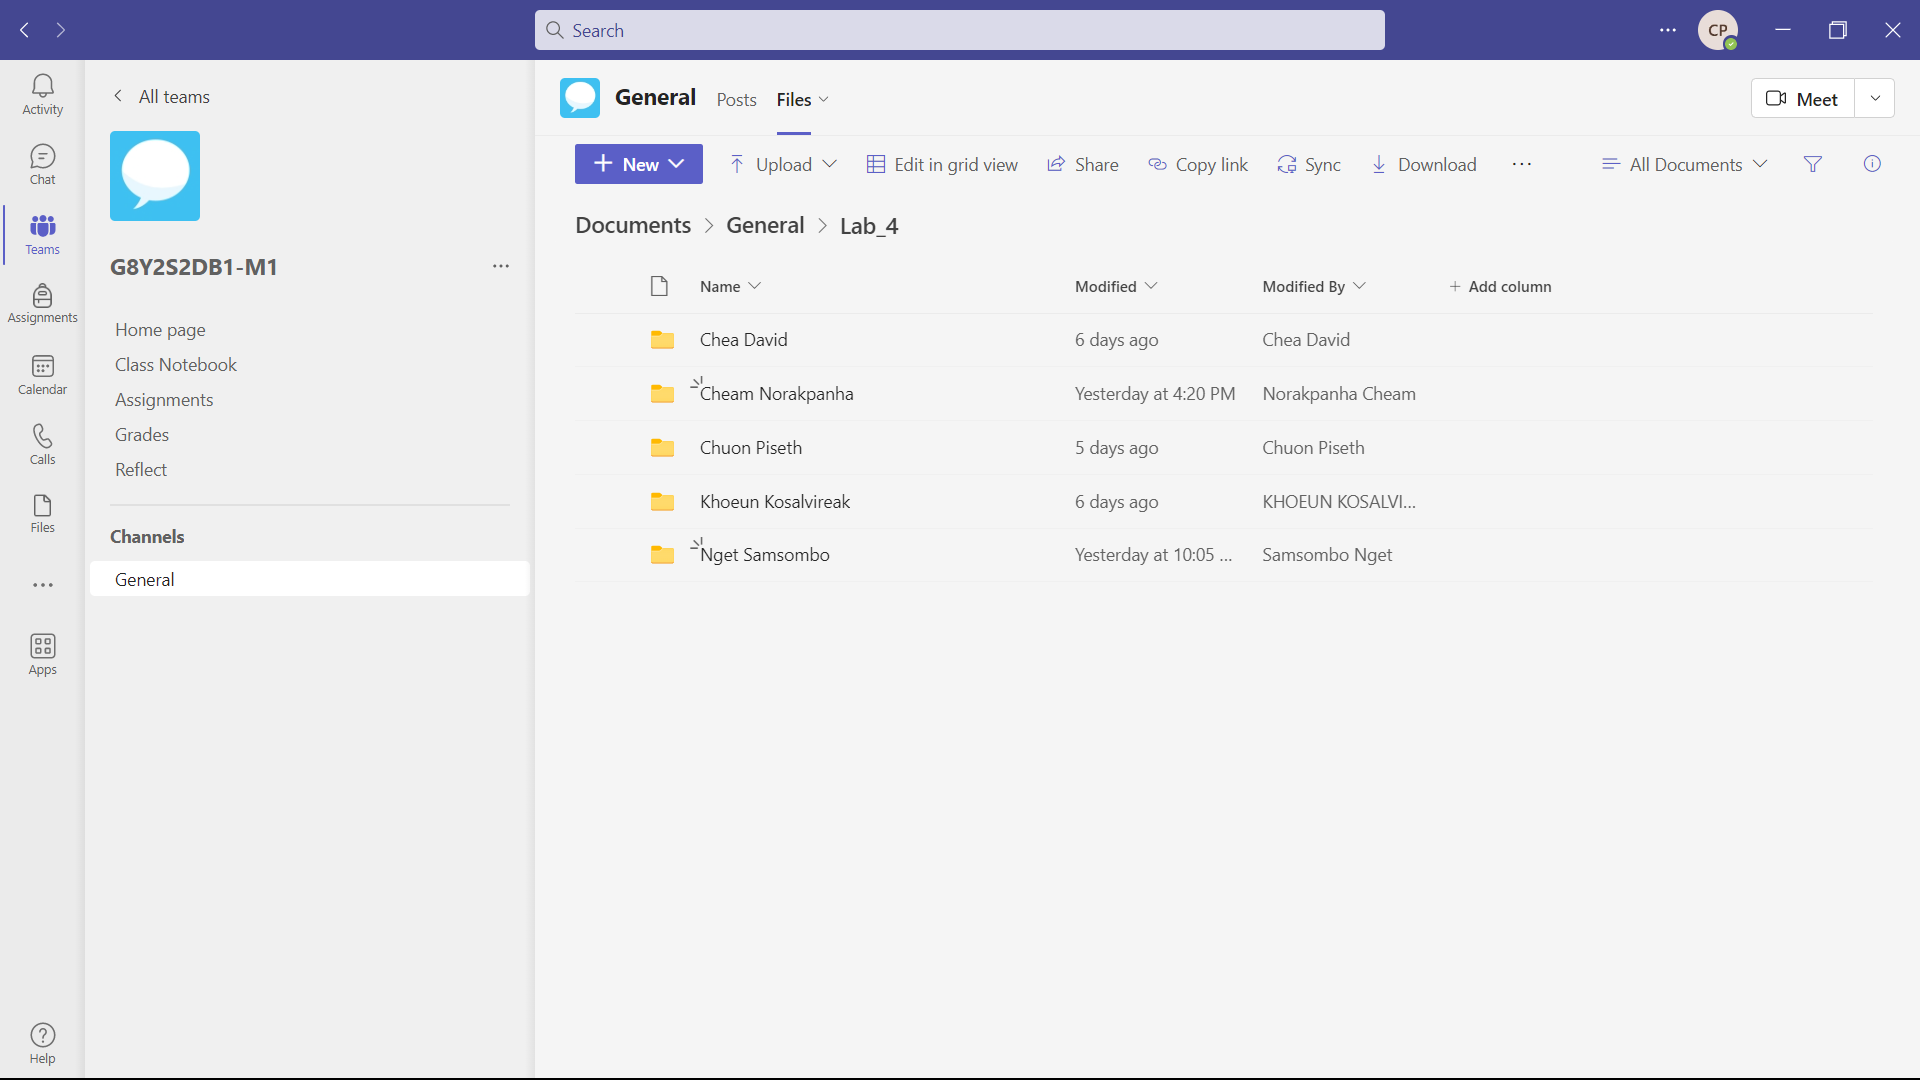 Search
CP
Activity
Chat
Teams
Assignments
Calendar
Calls
Files
Apps
Help
All teams
G8Y2S2DB1-M1
Home page
Class Notebook
Assignments
Grades
Reflect
Channels
General
General Posts Files
Meet
New Upload Edit in grid view Share Copy link Sync Download All Documents
Documents General Lab_4
Name Modified Modified By Add column
Chea David 6 days ago Chea David
Cheam Norakpanha Yesterday at 4:20 PM Norakpanha Cheam
Chuon Piseth 5 days ago Chuon Piseth
Khoeun Kosalvireak 6 days ago KHOEUN KOSALVI...
Nget Samsombo Yesterday at 10:05 ... Samsombo Nget